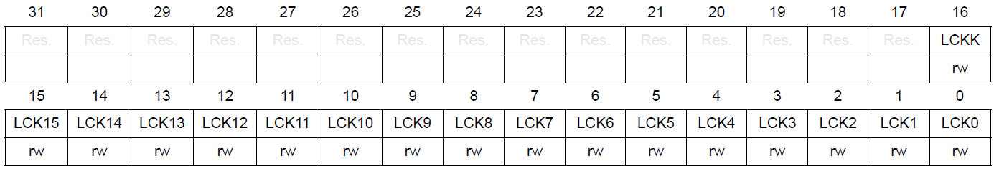 31 30 29 28 27 26 25 24 23 22 21 20 19 18 17 16
Res. Res. Res. Res. Res. Res. Res. Res. Res. Res. Res. Res. Res. Res. Res. LCKK
rw
15 14 13 12 11 10 9 8 7 6 5 4 3 2 1 0
LCK15 LCK14 LCK13 LCK12 LCK11 LCK10 LCK9 LCK8 LCK7 LCK6 LCK5 LCK4 LCK3 LCK2 LCK1 LCK0
rw rw rw rw rw rw rw rw rw rw rw rw rw rw rw rw